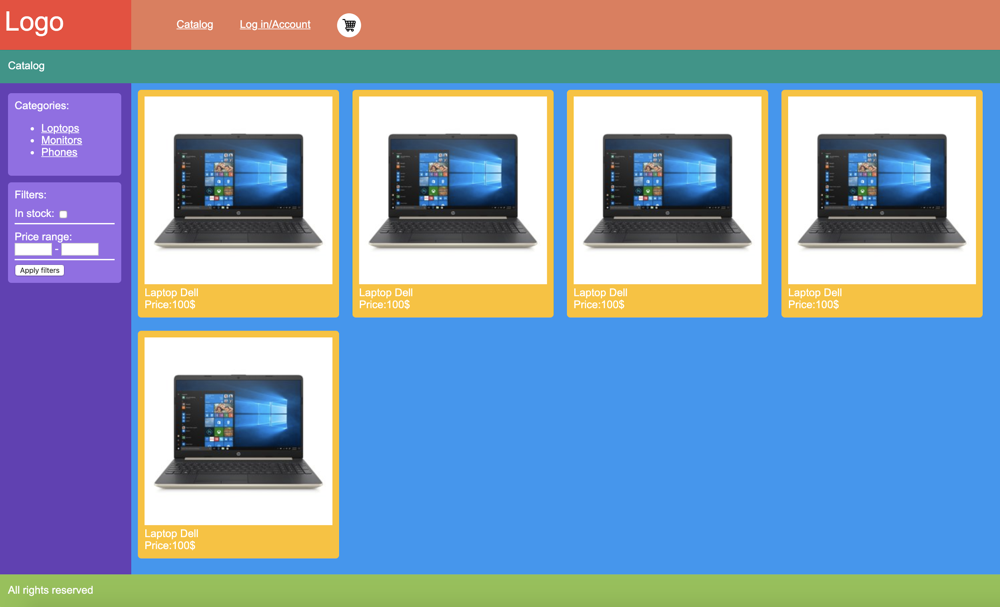 Logo
Catalog
Log in/Account
Catalog
Categories:
Loptops
Monitors
Phones
Filters:
In stock:
Price range:
-
Apply filters
Laptop Dell
Price:100$
Laptop Dell
Price:100$
Laptop Dell
Price:100$
Laptop Dell
Price:100$
Laptop Dell
Price:100$
All rights reserved